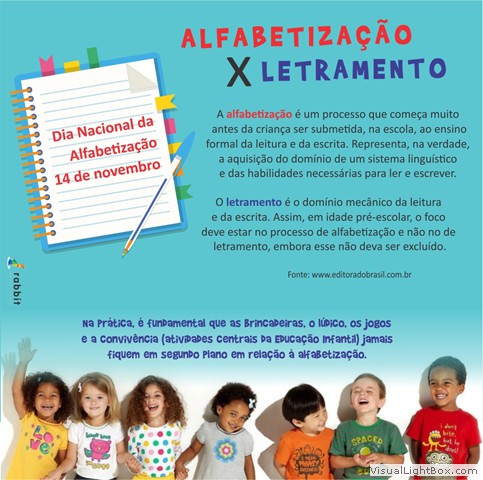 ALFABETIZAÇÃO
X LETRAMENTO
Dia Nacional da
Alfabetização
14 de novembro
A alfabetização é um processo que começa muito
antes da criança ser submetida, na escola, ao ensino
formal da leitura e da escrita. Representa, na verdade,
a aquisição do domínio de um sistema linguístico
e das habilidades necessárias para ler e escrever.
O letramento é o domínio mecânico da leitura
e da escrita. Assim, em idade pré-escolar, o foco
deve estar no processo de alfabetização e não no de
letramento, embora esse não deva ser excluído.
Fonte: www.editoradobrasil.com.br
rabbit
Na prática, é fundamental que as brincadeiras, o lúdico, os jogos
e a convivência (atividades centrais da Educação Infantil) jamais
fiquem em segundo plano em relação à alfabetização.
SPACED
i don't
bite,
VisualLightBox.com